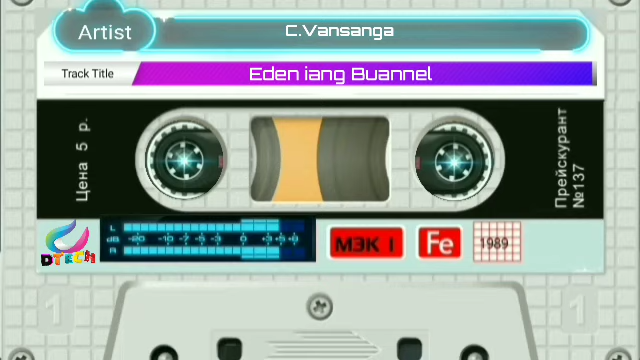 Artist
C.Vansanga
Track Title
Eden iang Buannel
Цена 5 р.
Прейскурант
№137
L
dB -20 -10 -7 -5 -3 0 +3 +5 +8
R
DTECH
МЭК I
Fe
1989
1
1